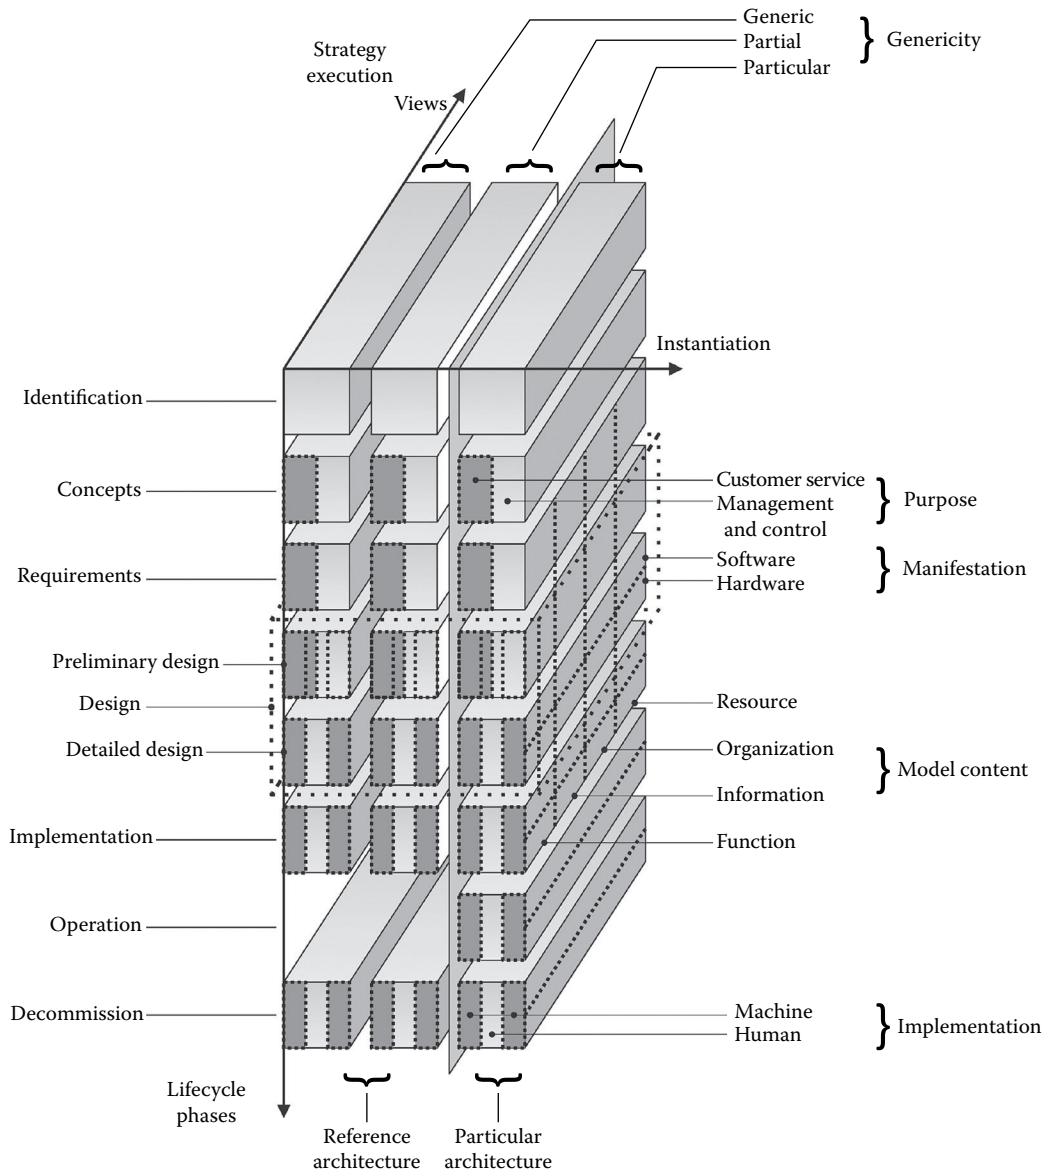 Generic
Partial
Particular
Genericity
Strategy
execution
Views
Instantiation
Identification
Concepts
Requirements
Preliminary design
Design
Detailed design
Implementation
Operation
Decommission
Customer service
Management
and control
Purpose
Software
Hardware
Manifestation
Resource
Organization
Information
Function
Model content
Machine
Human
Implementation
Lifecycle
phases
Reference
architecture
Particular
architecture